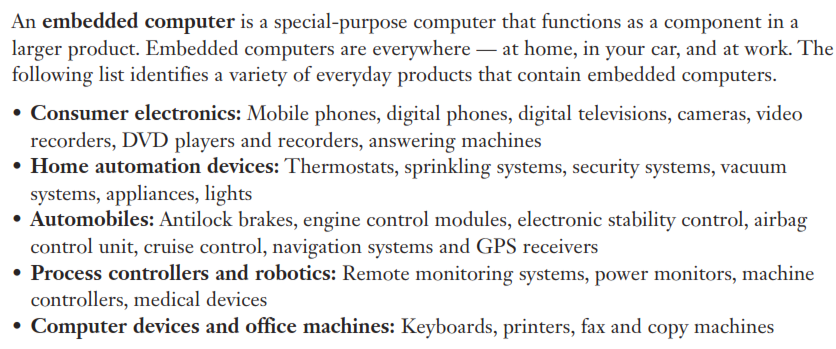 An embedded computer is a special-purpose computer that functions as a component in a
larger product. Embedded computers are everywhere — at home, in your car, and at work. The
following list identifies a variety of everyday products that contain embedded computers.
• Consumer electronics: Mobile phones, digital phones, digital televisions, cameras, video
recorders, DVD players and recorders, answering machines
• Home automation devices: Thermostats, sprinkling systems, security systems, vacuum
systems, appliances, lights
• Automobiles: Antilock brakes, engine control modules, electronic stability control, airbag
control unit, cruise control, navigation systems and GPS receivers
• Process controllers and robotics: Remote monitoring systems, power monitors, machine
controllers, medical devices
• Computer devices and office machines: Keyboards, printers, fax and copy machines